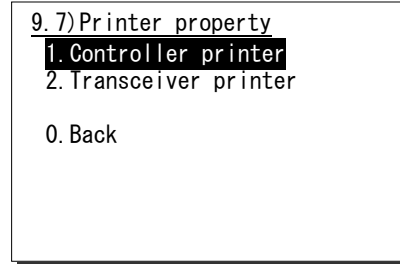 9.7)Printer property
1.Controller printer
2.Transceiver printer
0.Back